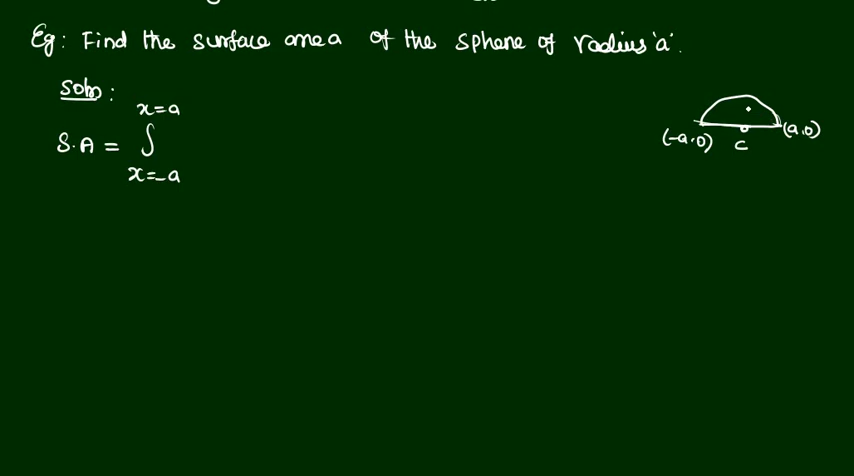 Eg: Find the surface area of the sphere of radius 'a'.
Soln:
x=a
S.A = ∫
x=-a
(-a,0) C (a,0)